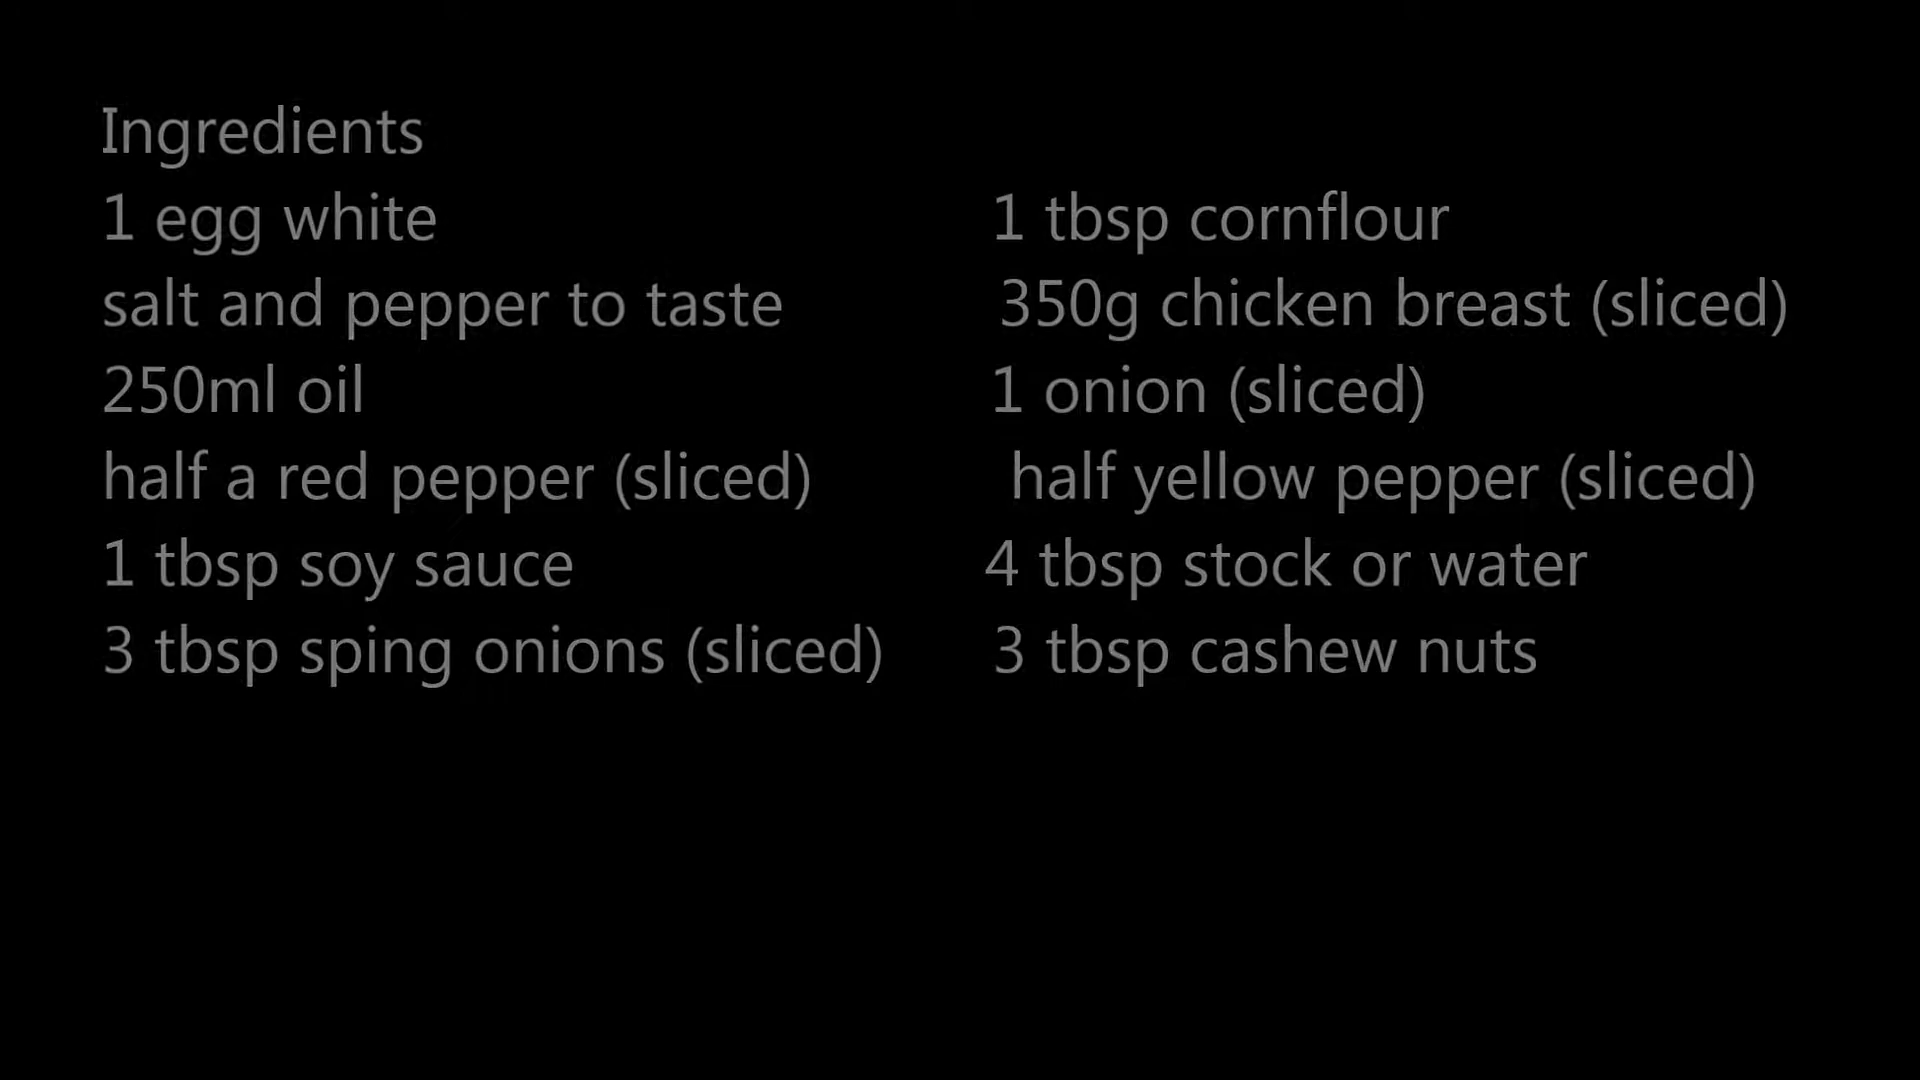 Ingredients
1 egg white 1 tbsp cornflour
salt and pepper to taste 350g chicken breast (sliced)
250ml oil 1 onion (sliced)
half a red pepper (sliced) half yellow pepper (sliced)
1 tbsp soy sauce 4 tbsp stock or water
3 tbsp sping onions (sliced) 3 tbsp cashew nuts